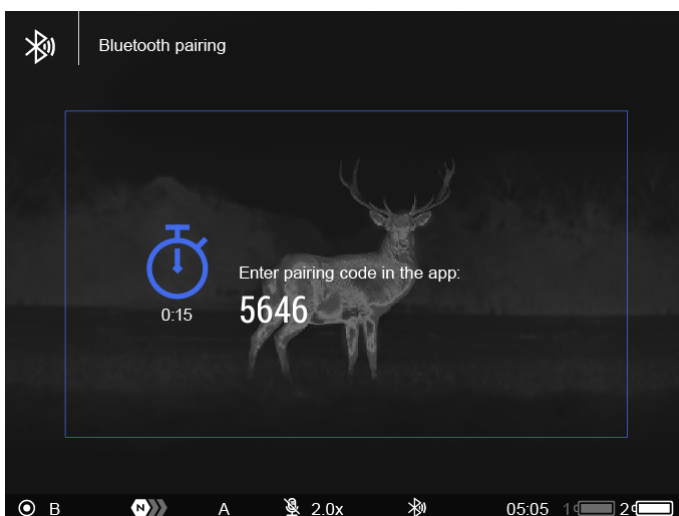 Bluetooth pairing
Enter pairing code in the app:
0:15
5646
B N A 2.0x 05:05 1 2